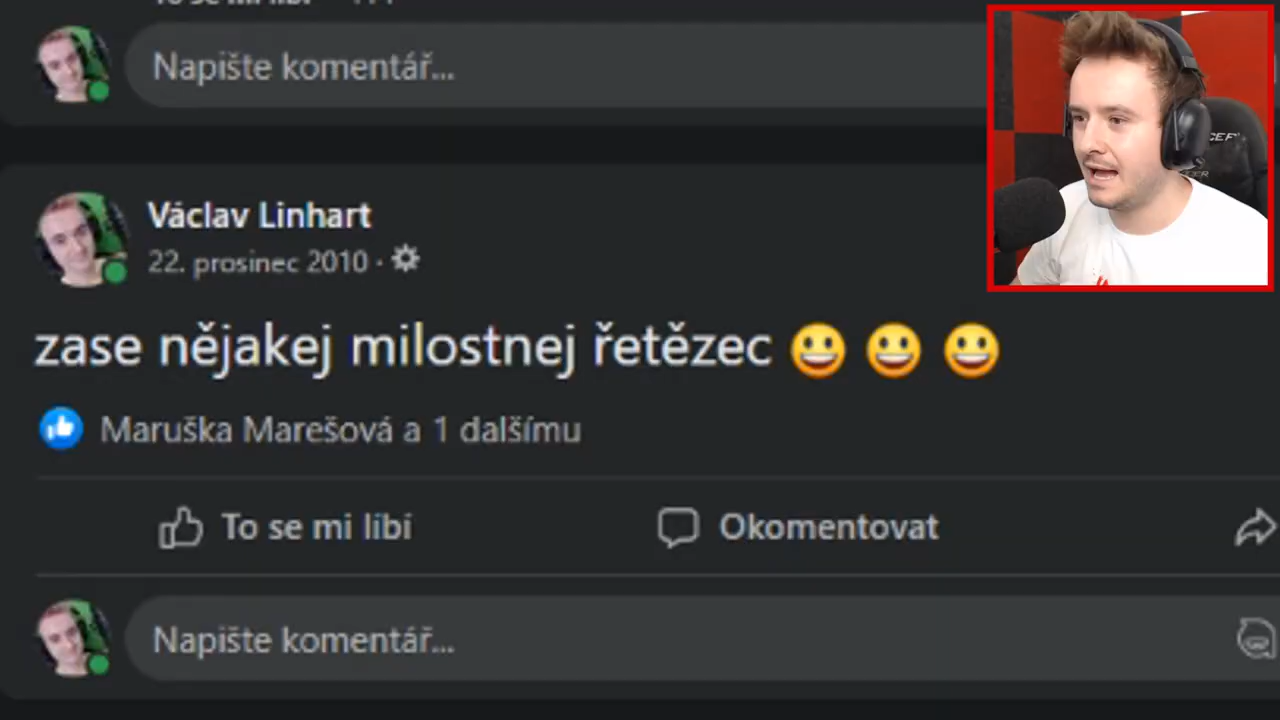 Napište komentář...
Václav Linhart
22. prosinec 2010 ·
zase nějakej milostnej řetězec 😀 😀 😀
Maruška Marešová a 1 dalšímu
To se mi líbí
Okomentovat
Napište komentář...